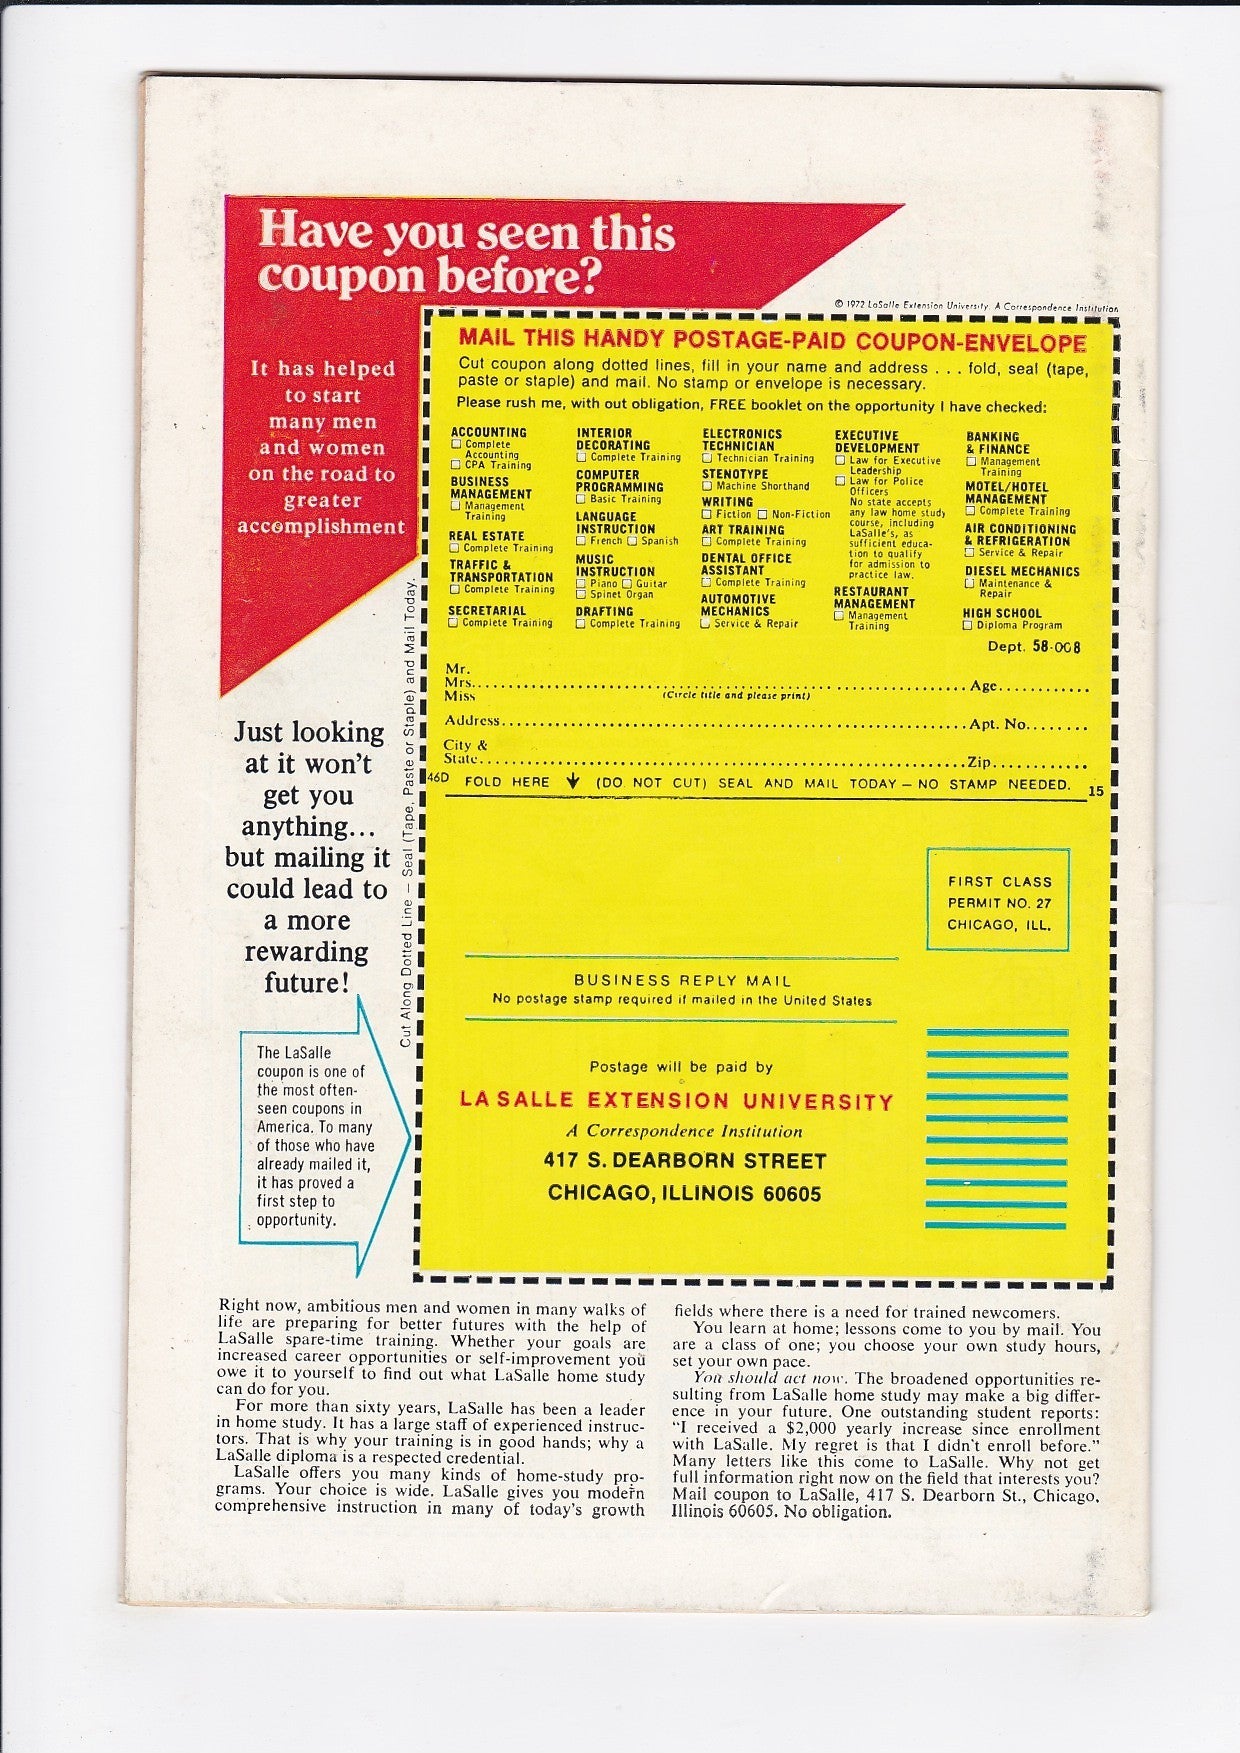 Have you seen this
coupon before?
© 1972 LaSalle Extension University. A Correspondence Institution
It has helped
to start
many men
and women
on the road to
greater
accomplishment
MAIL THIS HANDY POSTAGE-PAID COUPON-ENVELOPE
Cut coupon along dotted lines, fill in your name and address . . . fold, seal (tape,
paste or staple) and mail. No stamp or envelope is necessary.
Please rush me, with out obligation, FREE booklet on the opportunity I have checked:
ACCOUNTING
☐ Complete
Accounting
☐ CPA Training
BUSINESS
MANAGEMENT
☐ Management
Training
REAL ESTATE
☐ Complete Training
TRAFFIC &
TRANSPORTATION
☐ Complete Training
SECRETARIAL
☐ Complete Training
INTERIOR
DECORATING
☐ Complete Training
COMPUTER
PROGRAMMING
☐ Basic Training
LANGUAGE
INSTRUCTION
☐ French ☐ Spanish
MUSIC
INSTRUCTION
☐ Piano ☐ Guitar
☐ Spinet Organ
DRAFTING
☐ Complete Training
ELECTRONICS
TECHNICIAN
☐ Technician Training
STENOTYPE
☐ Machine Shorthand
WRITING
☐ Fiction ☐ Non-Fiction
ART TRAINING
☐ Complete Training
DENTAL OFFICE
ASSISTANT
☐ Complete Training
AUTOMOTIVE
MECHANICS
☐ Service & Repair
EXECUTIVE
DEVELOPMENT
☐ Law for Executive
Leadership
☐ Law for Police
Officers
No state accepts
any law home study
course, including
LaSalle's, as
sufficient educa-
tion to qualify
for admission to
practice law.
RESTAURANT
MANAGEMENT
☐ Management
Training
BANKING
& FINANCE
☐ Management
Training
MOTEL/HOTEL
MANAGEMENT
☐ Complete Training
AIR CONDITIONING
& REFRIGERATION
☐ Service & Repair
DIESEL MECHANICS
☐ Maintenance &
Repair
HIGH SCHOOL
☐ Diploma Program
Dept. 58-008
Mr.
Mrs. Age
Miss (Circle title and please print)
Address Apt. No.
City &
State Zip
46D FOLD HERE ↓ (DO NOT CUT) SEAL AND MAIL TODAY — NO STAMP NEEDED. 15
Cut Along Dotted Line — Seal (Tape, Paste or Staple) and Mail Today.
Just looking
at it won't
get you
anything...
but mailing it
could lead to
a more
rewarding
future!
The LaSalle
coupon is one of
the most often-
seen coupons in
America. To many
of those who have
already mailed it,
it has proved a
first step to
opportunity.
FIRST CLASS
PERMIT NO. 27
CHICAGO, ILL.
BUSINESS REPLY MAIL
No postage stamp required if mailed in the United States
Postage will be paid by
LA SALLE EXTENSION UNIVERSITY
A Correspondence Institution
417 S. DEARBORN STREET
CHICAGO, ILLINOIS 60605
Right now, ambitious men and women in many walks of
life are preparing for better futures with the help of
LaSalle spare-time training. Whether your goals are
increased career opportunities or self-improvement you
owe it to yourself to find out what LaSalle home study
can do for you.
For more than sixty years, LaSalle has been a leader
in home study. It has a large staff of experienced instruc-
tors. That is why your training is in good hands; why a
LaSalle diploma is a respected credential.
LaSalle offers you many kinds of home-study pro-
grams. Your choice is wide. LaSalle gives you modern
comprehensive instruction in many of today's growth
fields where there is a need for trained newcomers.
You learn at home; lessons come to you by mail. You
are a class of one; you choose your own study hours,
set your own pace.
You should act now. The broadened opportunities re-
sulting from LaSalle home study may make a big differ-
ence in your future. One outstanding student reports:
"I received a $2,000 yearly increase since enrollment
with LaSalle. My regret is that I didn't enroll before."
Many letters like this come to LaSalle. Why not get
full information right now on the field that interests you?
Mail coupon to LaSalle, 417 S. Dearborn St., Chicago,
Illinois 60605. No obligation.